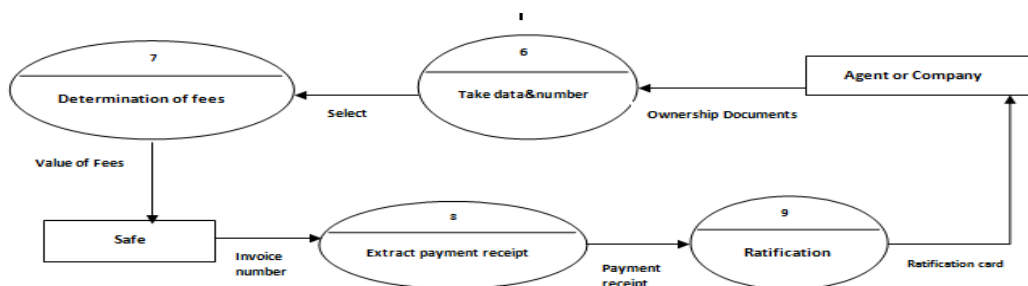 7
Determination of fees
Select
6
Take data&number
Ownership Documents
Agent or Company
Value of Fees
Safe
Invoice
number
8
Extract payment receipt
Payment
receipt
9
Ratification
Ratification card